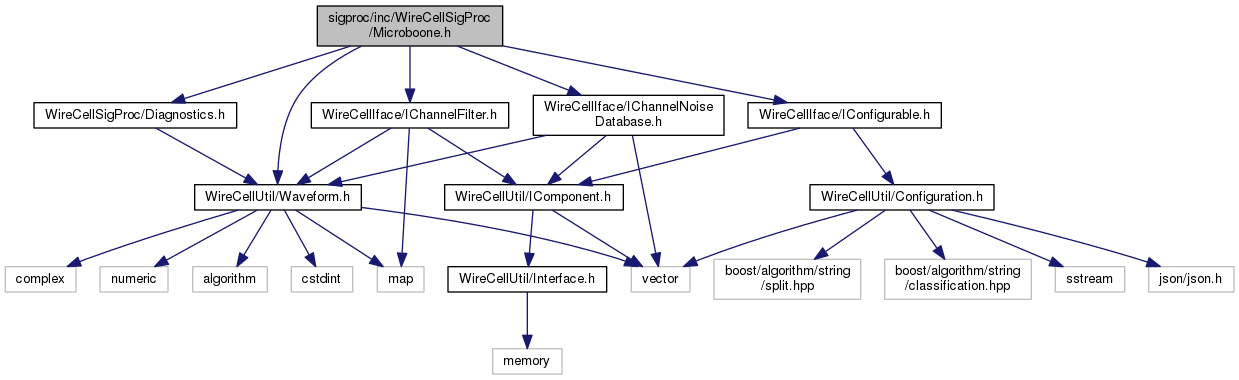 sigproc/inc/WireCellSigProc
/Microboone.h
WireCellSigProc/Diagnostics.h
WireCellIface/IChannelFilter.h
WireCellIface/IChannelNoise
Database.h
WireCellIface/IConfigurable.h
WireCellUtil/Waveform.h
WireCellUtil/IComponent.h
WireCellUtil/Configuration.h
complex
numeric
algorithm
cstdint
map
WireCellUtil/Interface.h
vector
boost/algorithm/string
/split.hpp
boost/algorithm/string
/classification.hpp
sstream
json/json.h
memory